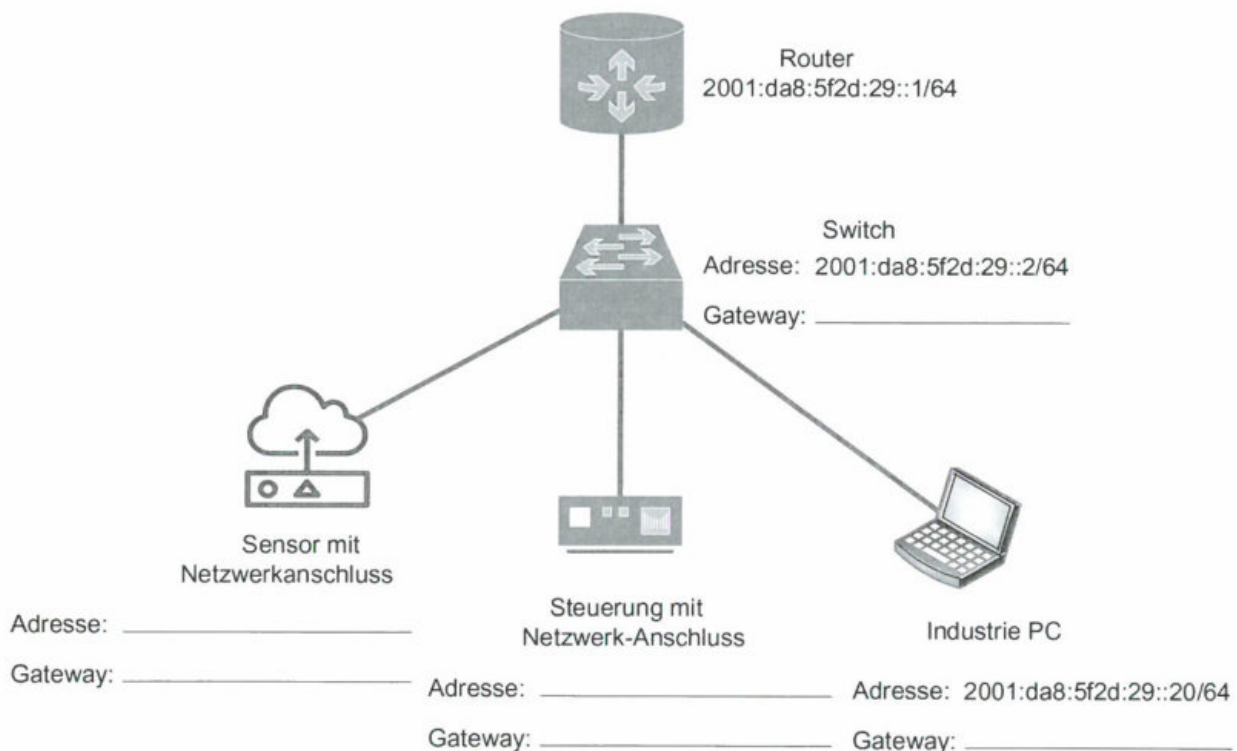 Router
2001:da8:5f2d:29::1/64
Switch
Adresse: 2001:da8:5f2d:29::2/64
Gateway:
Sensor mit
Netzwerkanschluss
Adresse:
Gateway:
Steuerung mit
Netzwerk-Anschluss
Adresse:
Gateway:
Industrie PC
Adresse: 2001:da8:5f2d:29::20/64
Gateway: